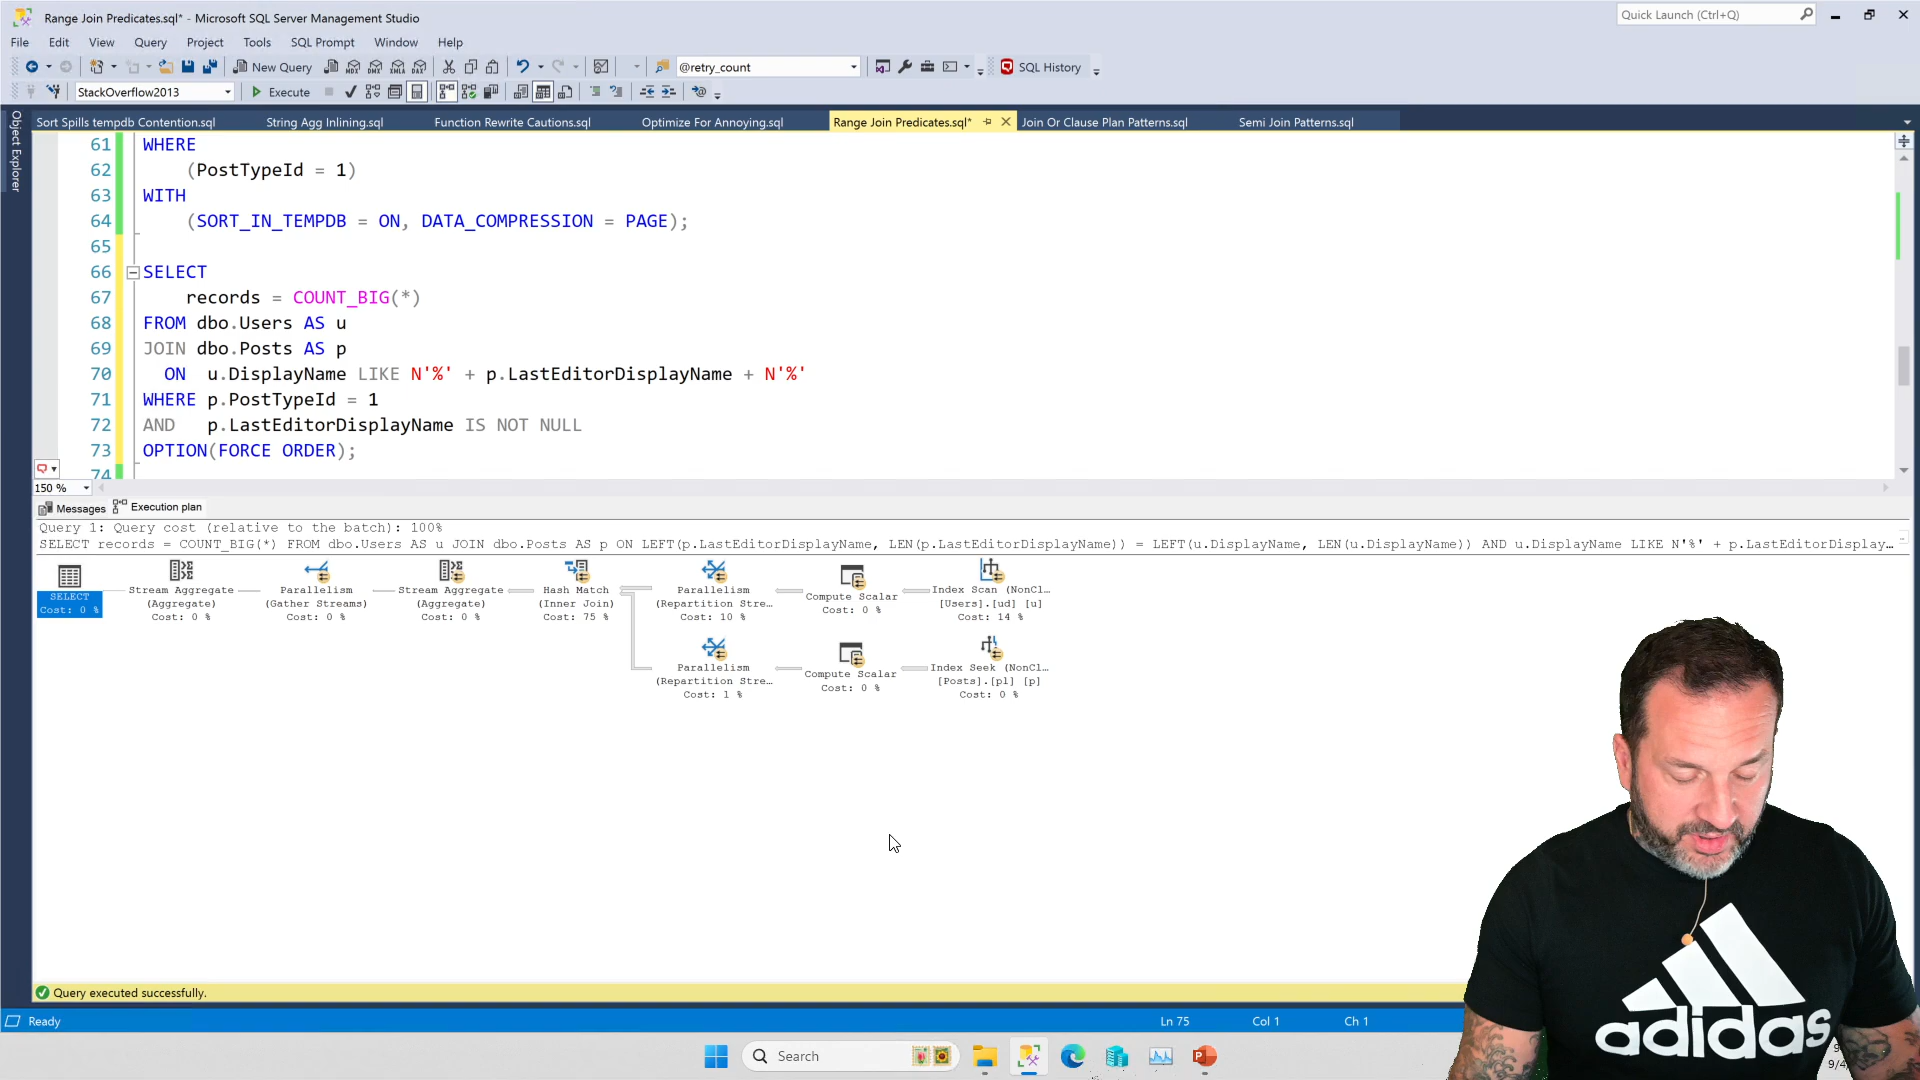 Range Join Predicates.sql* - Microsoft SQL Server Management Studio
Quick Launch (Ctrl+Q)
File Edit View Query Project Tools SQL Prompt Window Help
New Query
@retry_count
SQL History
StackOverflow2013
Execute
Sort Spills tempdb Contention.sql
String Agg Inlining.sql
Function Rewrite Cautions.sql
Optimize For Annoying.sql
Range Join Predicates.sql*
Join Or Clause Plan Patterns.sql
Semi Join Patterns.sql
Object Explorer
61 WHERE
62 (PostTypeId = 1)
63 WITH
64 (SORT_IN_TEMPDB = ON, DATA_COMPRESSION = PAGE);
65
66 SELECT
67 records = COUNT_BIG(*)
68 FROM dbo.Users AS u
69 JOIN dbo.Posts AS p
70 ON u.DisplayName LIKE N'%' + p.LastEditorDisplayName + N'%'
71 WHERE p.PostTypeId = 1
72 AND p.LastEditorDisplayName IS NOT NULL
73 OPTION(FORCE ORDER);
74
150 %
Messages Execution plan
Query 1: Query cost (relative to the batch): 100%
SELECT records = COUNT_BIG(*) FROM dbo.Users AS u JOIN dbo.Posts AS p ON LEFT(p.LastEditorDisplayName, LEN(p.LastEditorDisplayName)) = LEFT(u.DisplayName, LEN(u.DisplayName)) AND u.DisplayName LIKE N'%' + p.LastEditorDisplay…
SELECT
Cost: 0 %
Stream Aggregate
(Aggregate)
Cost: 0 %
Parallelism
(Gather Streams)
Cost: 0 %
Stream Aggregate
(Aggregate)
Cost: 0 %
Hash Match
(Inner Join)
Cost: 75 %
Parallelism
(Repartition Stre…
Cost: 10 %
Compute Scalar
Cost: 0 %
Index Scan (NonCl…
[Users].[ud] [u]
Cost: 14 %
Parallelism
(Repartition Stre…
Cost: 1 %
Compute Scalar
Cost: 0 %
Index Seek (NonCl…
[Posts].[pl] [p]
Cost: 0 %
Query executed successfully.
Ready
Ln 75
Col 1
Ch 1
Search
adidas